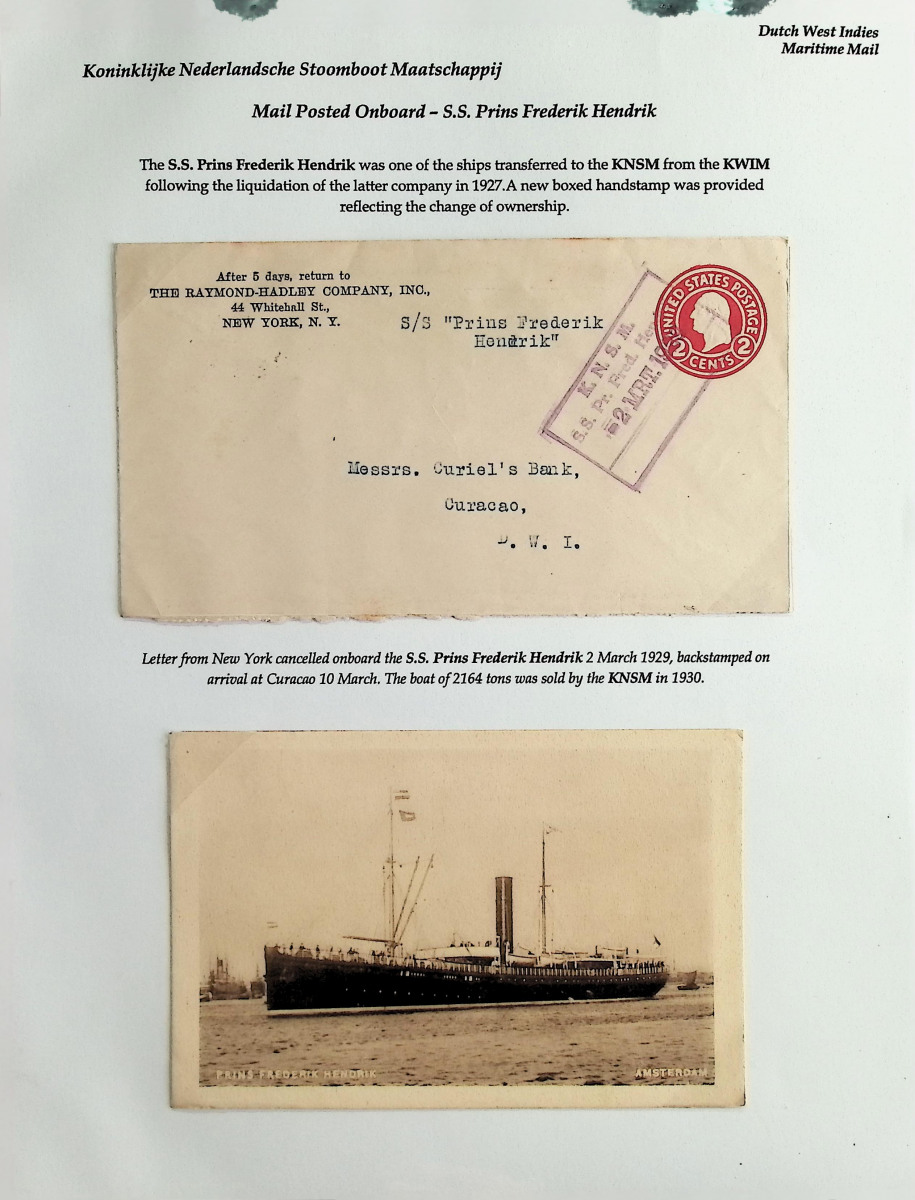 Dutch West Indies
Maritime Mail
Koninklijke Nederlandsche Stoomboot Maatschappij
Mail Posted Onboard – S.S. Prins Frederik Hendrik
The S.S. Prins Frederik Hendrik was one of the ships transferred to the KNSM from the KWIM
following the liquidation of the latter company in 1927.A new boxed handstamp was provided
reflecting the change of ownership.
After 5 days, return to
THE RAYMOND-HADLEY COMPANY, INC.,
44 Whitehall St.,
NEW YORK, N. Y.
S/S "Prins Frederik
Hendrik"
K. N. S. M.
S.S. Pr. Fred. Hen
2 MRT. 19
UNITED STATES POSTAGE
2 CENTS 2
Messrs. Curiel's Bank,
Curacao,
D. W. I.
Letter from New York cancelled onboard the S.S. Prins Frederik Hendrik 2 March 1929, backstamped on
arrival at Curacao 10 March. The boat of 2164 tons was sold by the KNSM in 1930.
PRINS FREDERIK HENDRIK
AMSTERDAM